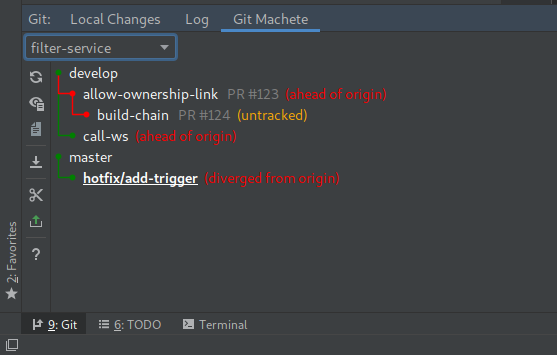 Git: Local Changes Log Git Machete
filter-service
develop
allow-ownership-link PR #123 (ahead of origin)
build-chain PR #124 (untracked)
call-ws (ahead of origin)
master
hotfix/add-trigger (diverged from origin)
?
2: Favorites
9: Git 6: TODO Terminal